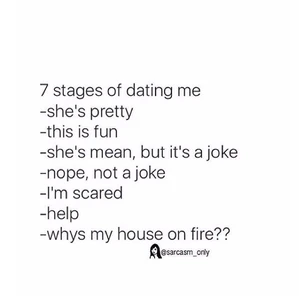 7 stages of dating me
-she's pretty
-this is fun
-she's mean, but it's a joke
-nope, not a joke
-I'm scared
-help
-whys my house on fire??
@sarcasm_only